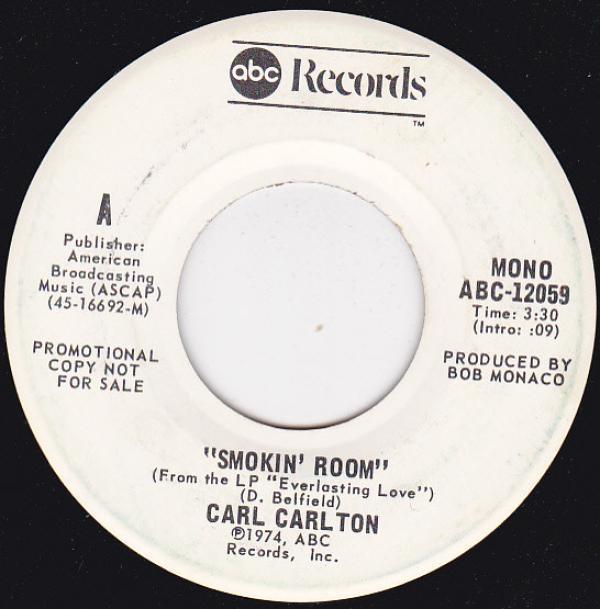 abc Records
TM
A
Publisher:
American
Broadcasting
Music (ASCAP)
(45-16692-M)
PROMOTIONAL
COPY NOT
FOR SALE
MONO
ABC-12059
Time: 3:30
(Intro: :09)
PRODUCED BY
BOB MONACO
"SMOKIN' ROOM"
(From the LP "Everlasting Love")
(D. Belfield)
CARL CARLTON
℗1974, ABC
Records, Inc.